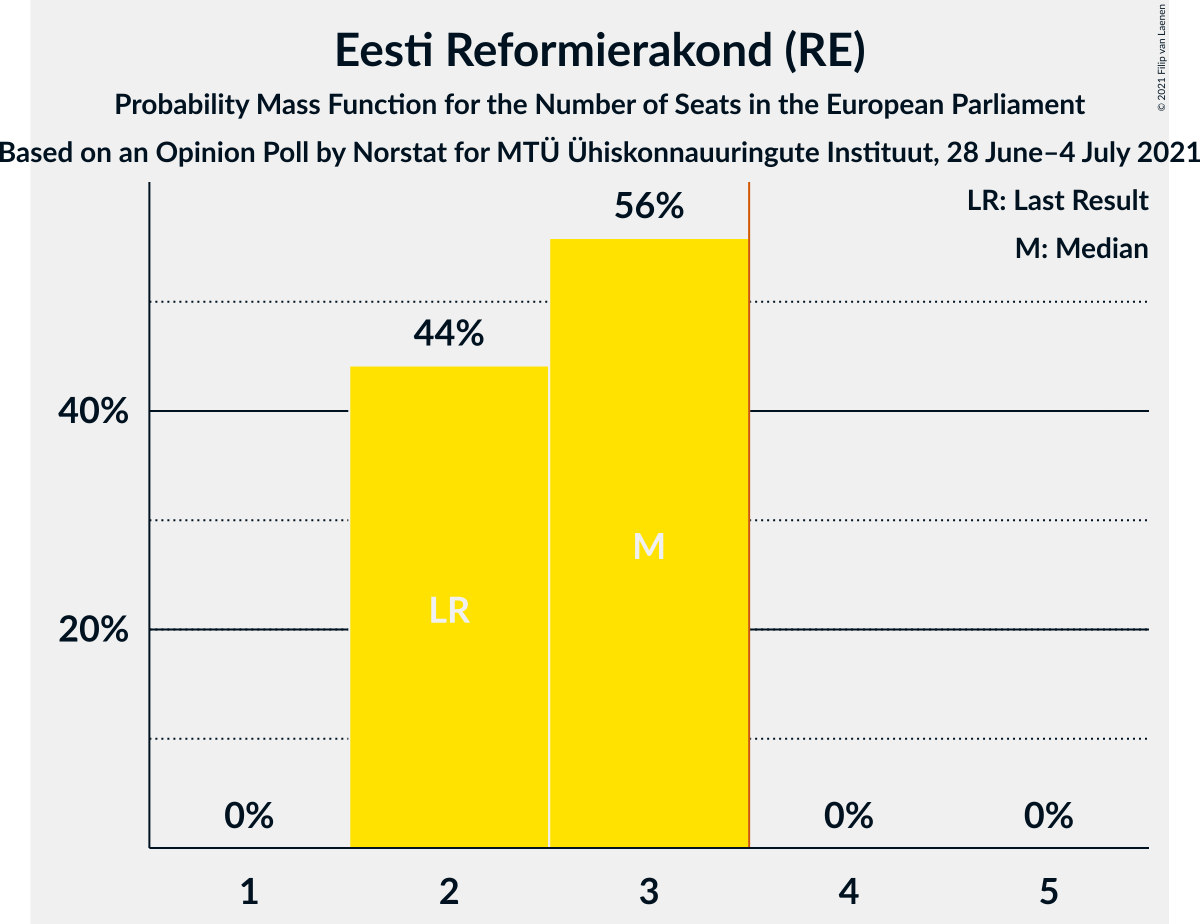 Eesti Reformierakond (RE)
Probability Mass Function for the Number of Seats in the European Parliament
Based on an Opinion Poll by Norstat for MTÜ Ühiskonnauuringute Instituut, 28 June–4 July 2021
© 2021 Filip van Laenen
LR: Last Result
M: Median
56%
44%
40%
M
LR
20%
0%
0%
0%
1
2
3
4
5